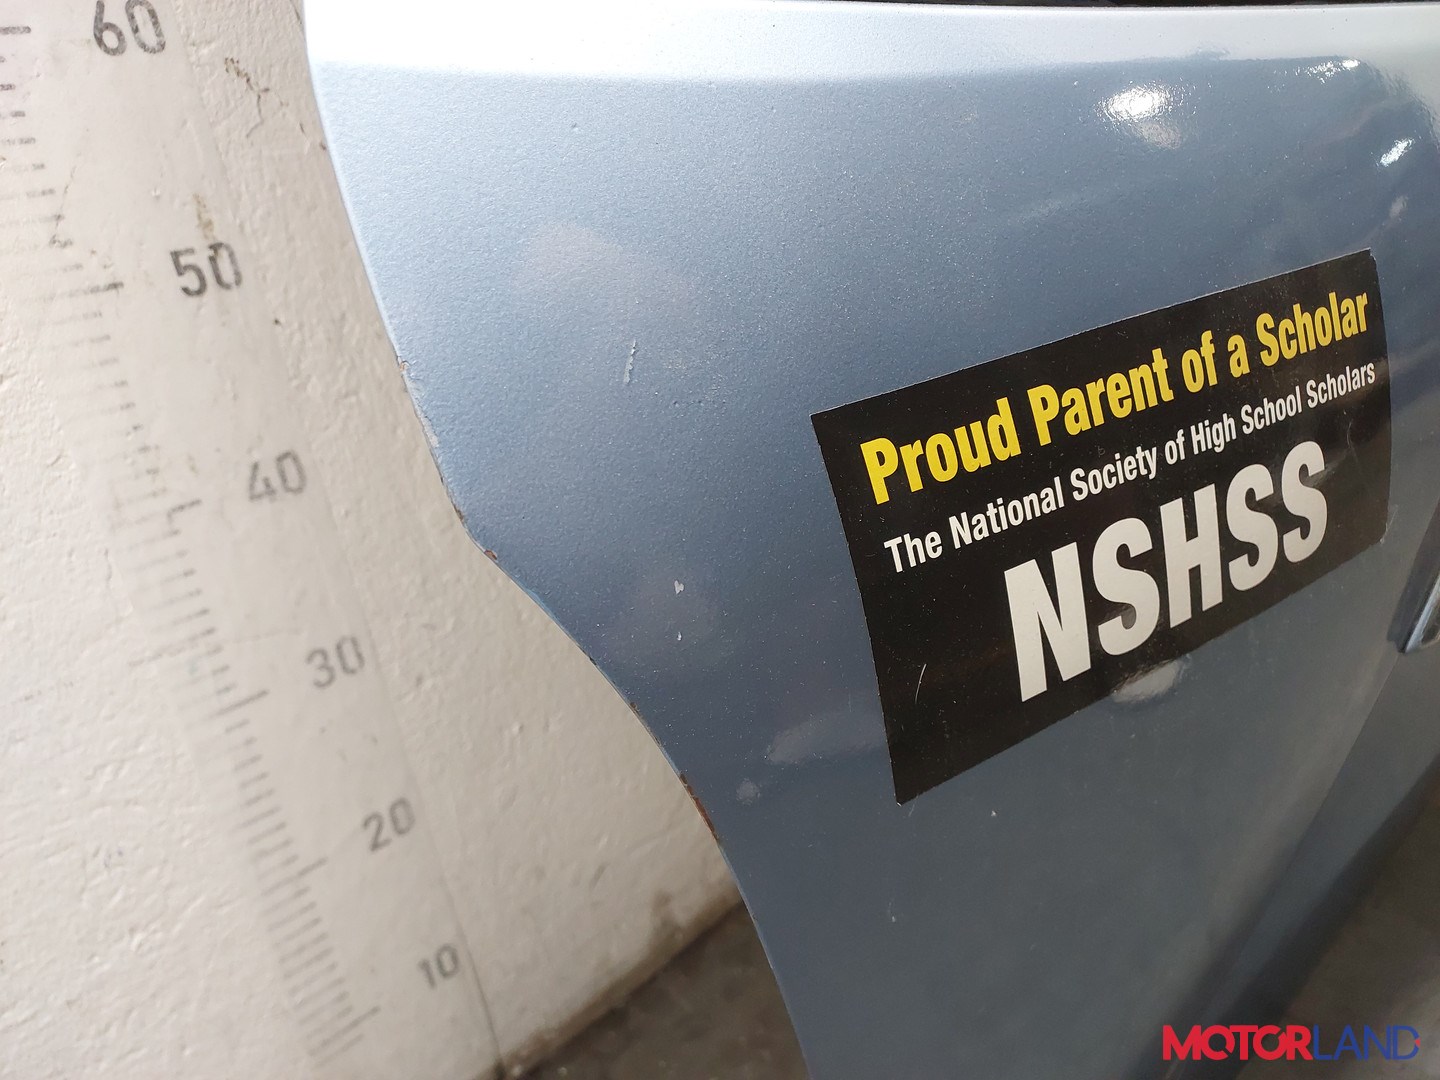 60
50
40
30
20
10
Proud Parent of a Scholar
The National Society of High School Scholars
NSHSS
MOTORLAND